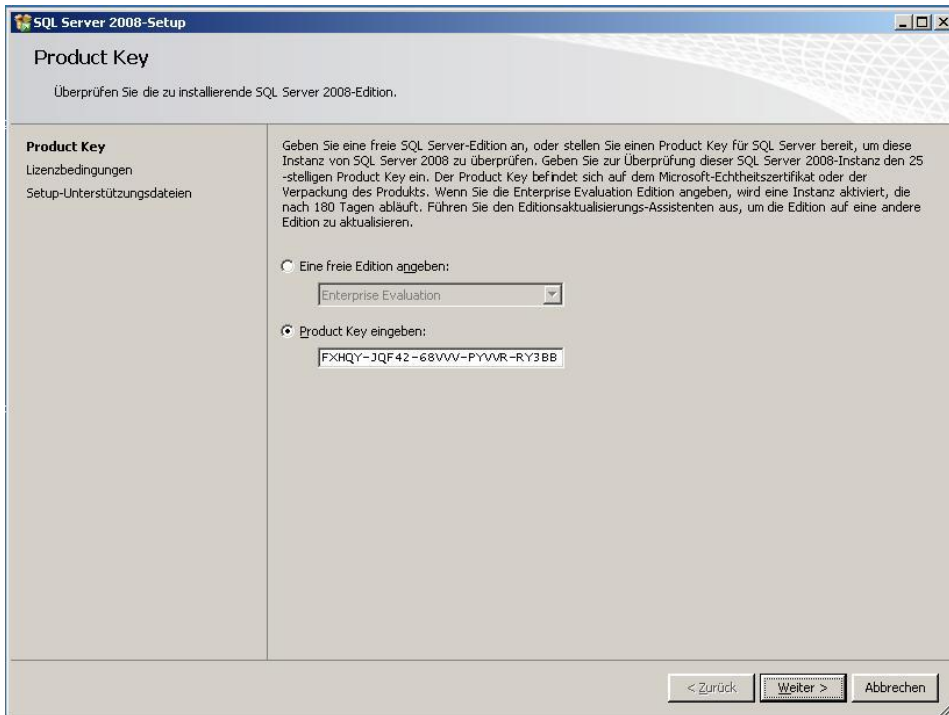 SQL Server 2008-Setup
Product Key
Überprüfen Sie die zu installierende SQL Server 2008-Edition.
Product Key
Lizenzbedingungen
Setup-Unterstützungsdateien
Geben Sie eine freie SQL Server-Edition an, oder stellen Sie einen Product Key für SQL Server bereit, um diese
Instanz von SQL Server 2008 zu überprüfen. Geben Sie zur Überprüfung dieser SQL Server 2008-Instanz den 25
-stelligen Product Key ein. Der Product Key befindet sich auf dem Microsoft-Echtheitszertifikat oder der
Verpackung des Produkts. Wenn Sie die Enterprise Evaluation Edition angeben, wird eine Instanz aktiviert, die
nach 180 Tagen abläuft. Führen Sie den Editionsaktualisierungs-Assistenten aus, um die Edition auf eine andere
Edition zu aktualisieren.
Eine freie Edition angeben:
Enterprise Evaluation
Product Key eingeben:
FXHQY-JQF42-68VVV-PYVVR-RY3BB
< Zurück
Weiter >
Abbrechen